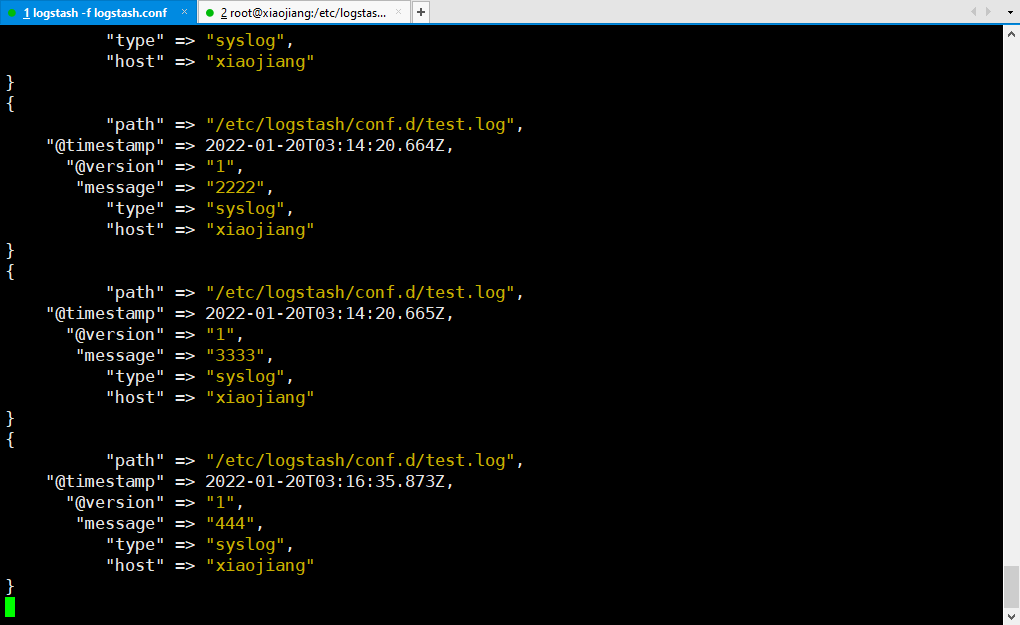 1 logstash -f logstash.conf × 2 root@xiaojiang:/etc/logstas... × +
"type" => "syslog",
"host" => "xiaojiang"
}
{
"path" => "/etc/logstash/conf.d/test.log",
"@timestamp" => 2022-01-20T03:14:20.664Z,
"@version" => "1",
"message" => "2222",
"type" => "syslog",
"host" => "xiaojiang"
}
{
"path" => "/etc/logstash/conf.d/test.log",
"@timestamp" => 2022-01-20T03:14:20.665Z,
"@version" => "1",
"message" => "3333",
"type" => "syslog",
"host" => "xiaojiang"
}
{
"path" => "/etc/logstash/conf.d/test.log",
"@timestamp" => 2022-01-20T03:16:35.873Z,
"@version" => "1",
"message" => "444",
"type" => "syslog",
"host" => "xiaojiang"
}